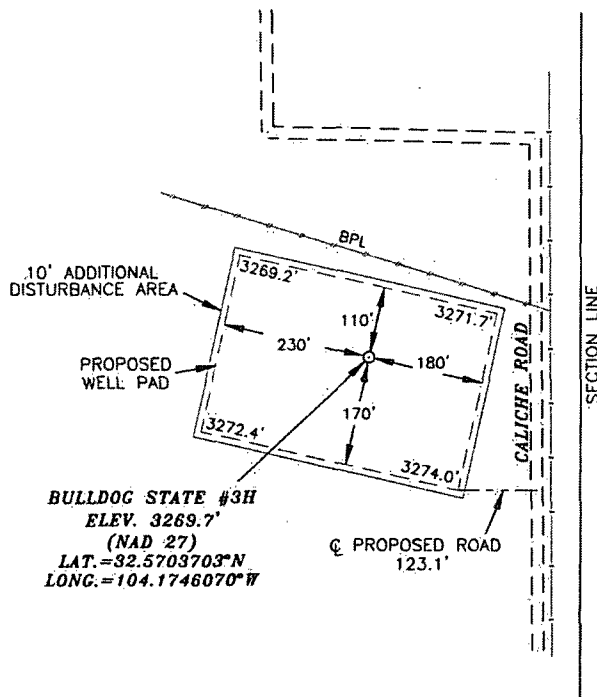 BPL
10' ADDITIONAL
DISTURBANCE AREA
3269.2'
3271.7'
110'
230'
180'
PROPOSED
WELL PAD
170'
3272.4'
3274.0'
CALICHE ROAD
SECTION LINE
BULLDOG STATE #3H
ELEV. 3269.7'
(NAD 27)
LAT.=32.5703703°N
LONG.=104.1746070°W
℄ PROPOSED ROAD
123.1'